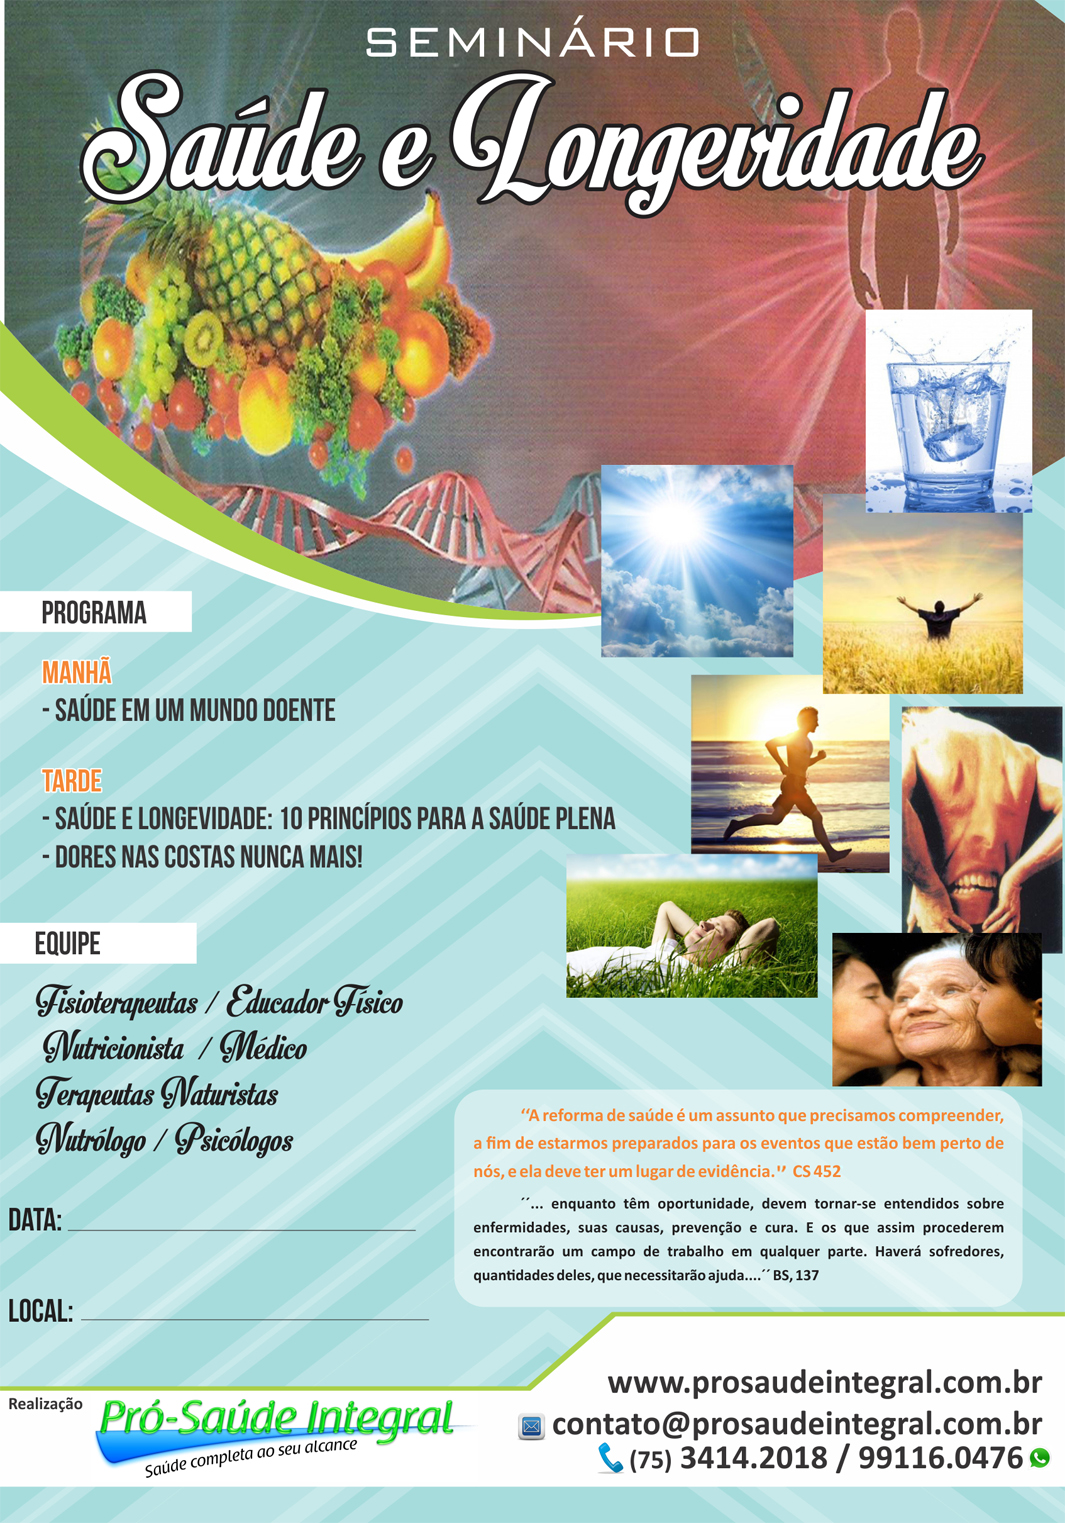 SEMINÁRIO
Saúde e Longevidade
PROGRAMA
MANHÃ
- SAÚDE EM UM MUNDO DOENTE
TARDE
- SAÚDE E LONGEVIDADE: 10 PRINCÍPIOS PARA A SAÚDE PLENA
- DORES NAS COSTAS NUNCA MAIS!
EQUIPE
Fisioterapeutas / Educador Físico
Nutricionista / Médico
Terapeutas Naturistas
Nutrólogo / Psicólogos
DATA:
LOCAL:
‘‘A reforma de saúde é um assunto que precisamos compreender,
a fim de estarmos preparados para os eventos que estão bem perto de
nós, e ela deve ter um lugar de evidência.’’ CS 452
´´... enquanto têm oportunidade, devem tornar-se entendidos sobre
enfermidades, suas causas, prevenção e cura. E os que assim procederem
encontrarão um campo de trabalho em qualquer parte. Haverá sofredores,
quantidades deles, que necessitarão ajuda....´´ BS, 137
Realização
Pró-Saúde Integral
Saúde completa ao seu alcance
www.prosaudeintegral.com.br
contato@prosaudeintegral.com.br
(75) 3414.2018 / 99116.0476